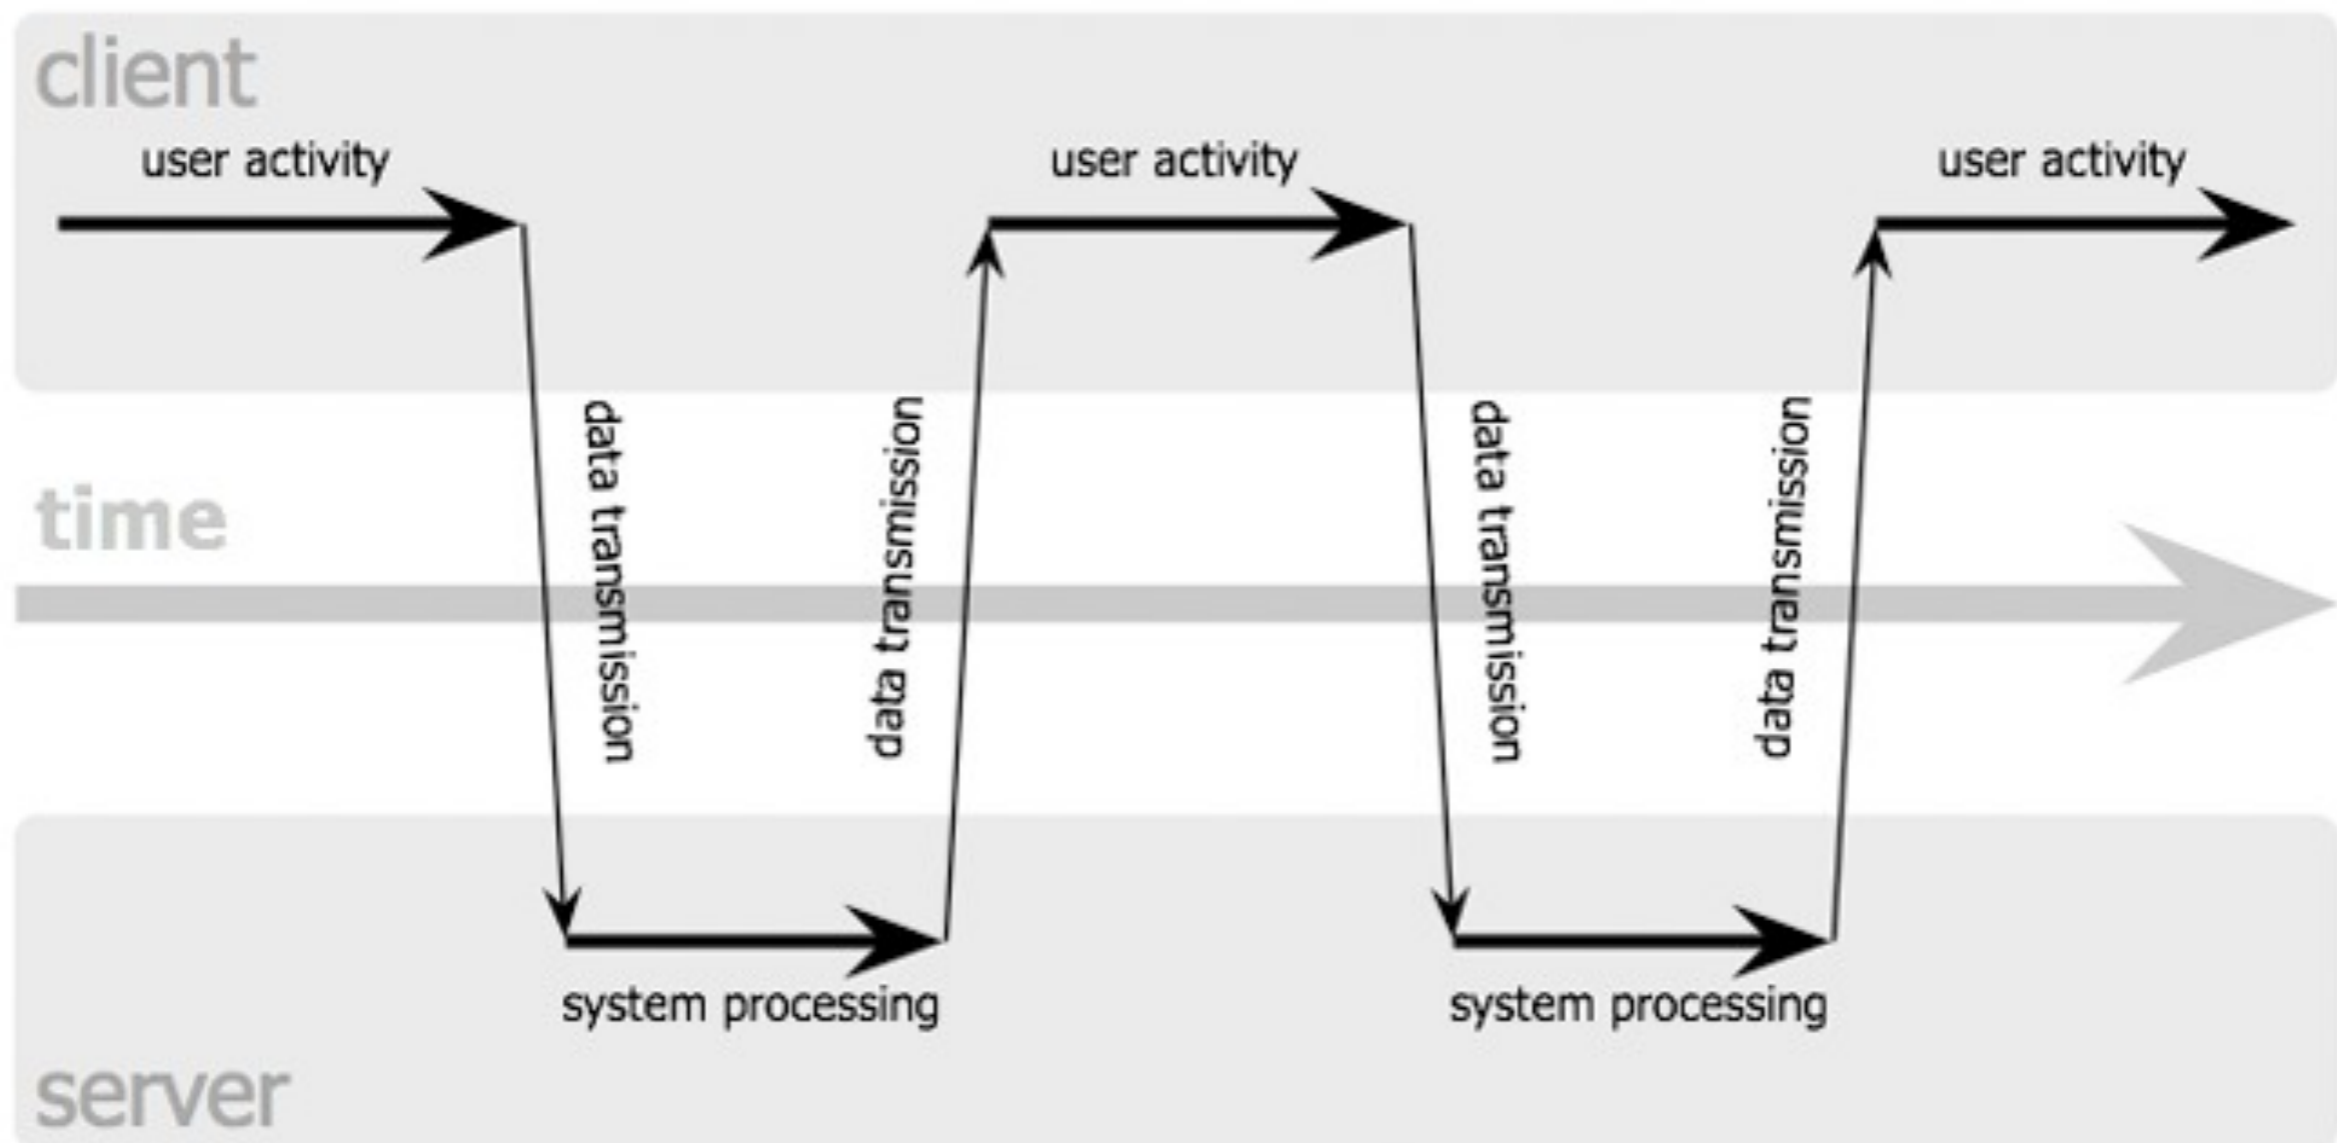 client
user activity
user activity
user activity
data transmission
data transmission
data transmission
data transmission
time
system processing
system processing
server